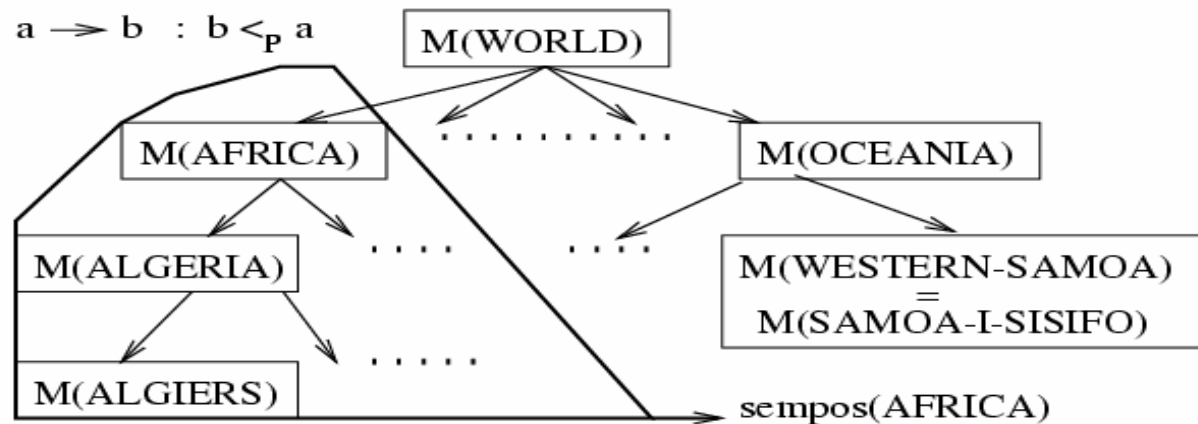 a → b : b <ₚ a
M(WORLD)
M(AFRICA)
. . . . . . . . . .
M(OCEANIA)
M(ALGERIA)
. . . .
. . . .
M(WESTERN-SAMOA)
=
M(SAMOA-I-SISIFO)
. . . . .
M(ALGIERS)
sempos(AFRICA)